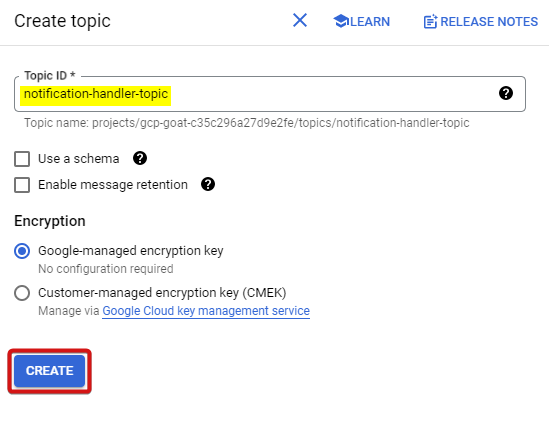 Create topic
LEARN
RELEASE NOTES
Topic ID *
notification-handler-topic
Topic name: projects/gcp-goat-c35c296a27d9e2fe/topics/notification-handler-topic
Use a schema
Enable message retention
Encryption
Google-managed encryption key
No configuration required
Customer-managed encryption key (CMEK)
Manage via Google Cloud key management service
CREATE